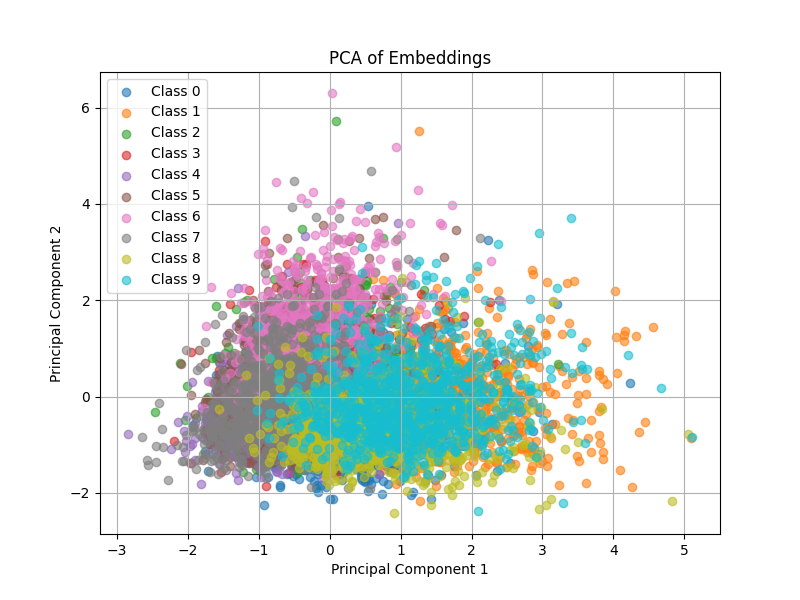 PCA of Embeddings
Class 0
Class 1
Class 2
Class 3
Class 4
Class 5
Class 6
Class 7
Class 8
Class 9
6
4
2
0
−2
Principal Component 2
−3 −2 −1 0 1 2 3 4 5
Principal Component 1